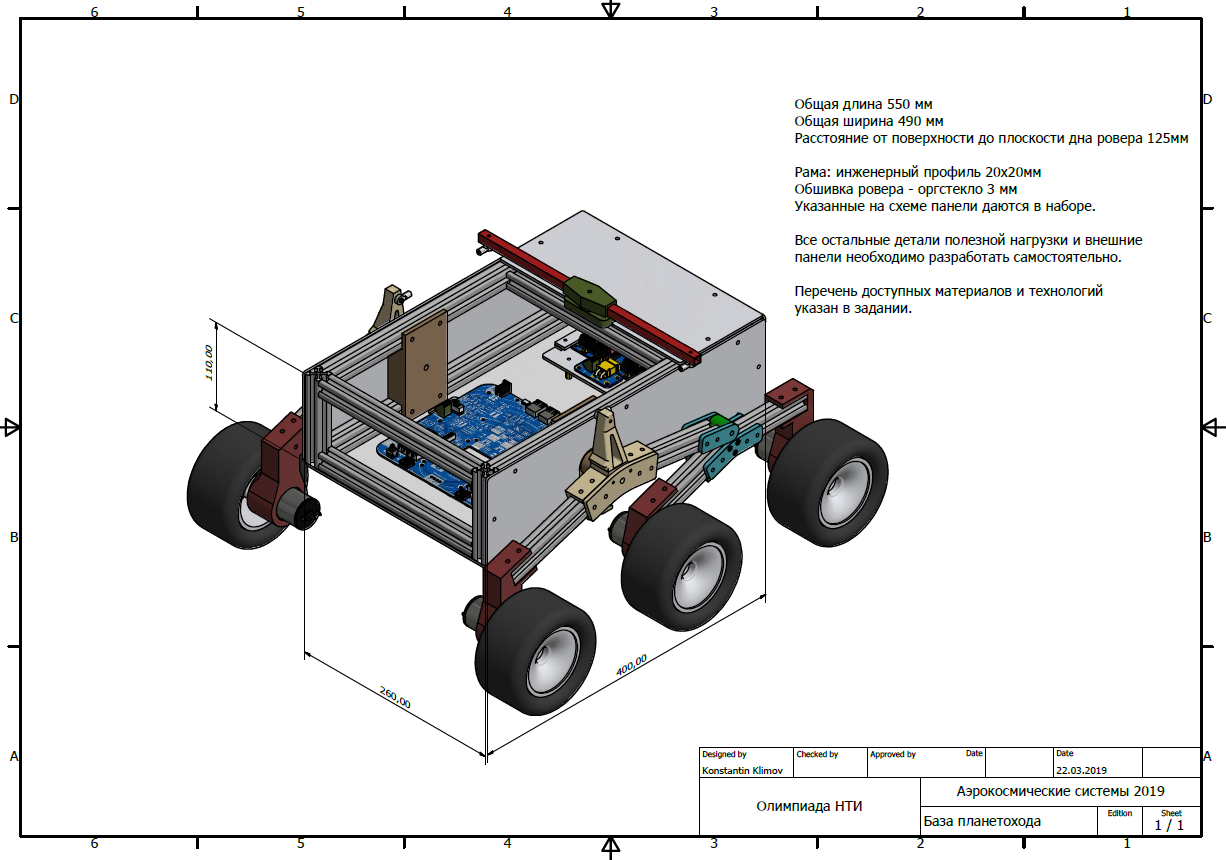 6 5 4 3 2 1
D D
Общая длина 550 мм
Общая ширина 490 мм
Расстояние от поверхности до плоскости дна ровера 125мм
Рама: инженерный профиль 20х20мм
Обшивка ровера - оргстекло 3 мм
Указанные на схеме панели даются в наборе.
Все остальные детали полезной нагрузки и внешние
панели необходимо разработать самостоятельно.
Перечень доступных материалов и технологий
указан в задании.
C C
110,00
B B
400,00
260,00
A A
Designed by Checked by Approved by Date Date
Konstantin Klimov 22.03.2019
Олимпиада НТИ
Аэрокосмические системы 2019
База планетохода
Edition Sheet
1 / 1
6 5 4 3 2 1